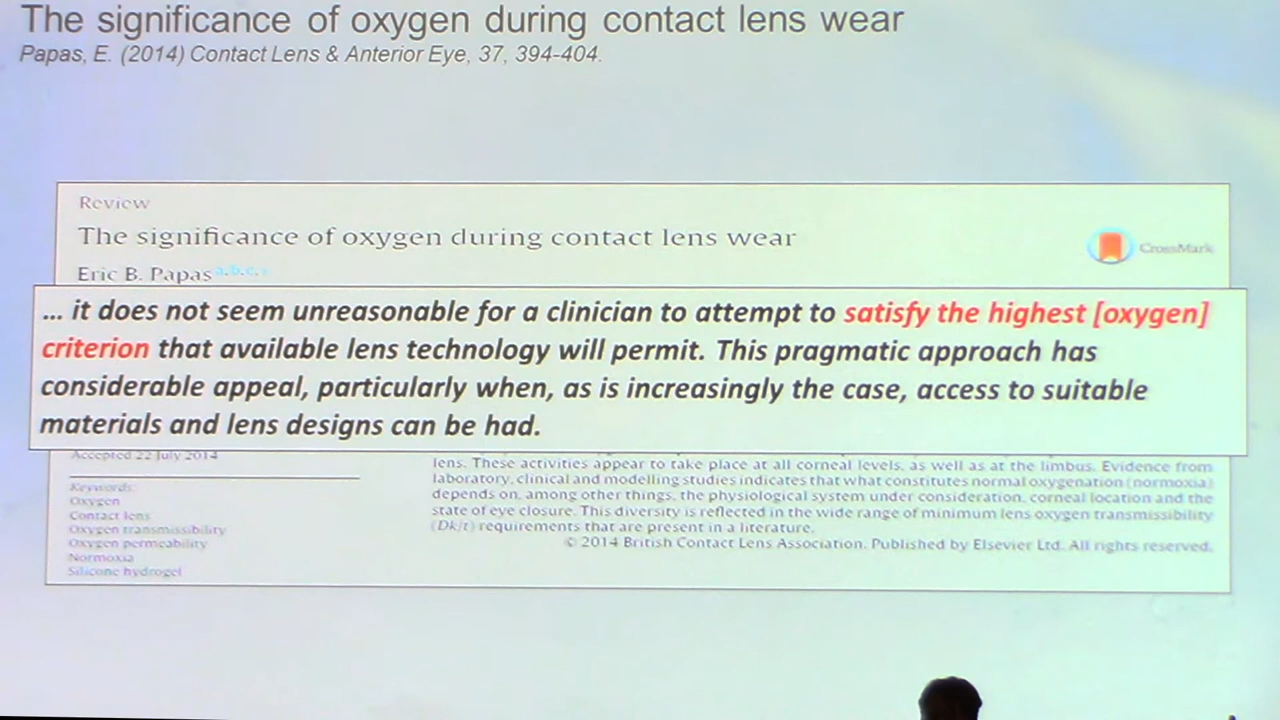 The significance of oxygen during contact lens wear
Papas, E. (2014) Contact Lens & Anterior Eye, 37, 394-404.
Review
The significance of oxygen during contact lens wear
CrossMark
Eric B. Papas a,b,c,
... it does not seem unreasonable for a clinician to attempt to satisfy the highest [oxygen]
criterion that available lens technology will permit. This pragmatic approach has
considerable appeal, particularly when, as is increasingly the case, access to suitable
materials and lens designs can be had.
Accepted 22 July 2014
Keywords:
Oxygen
Contact lens
Oxygen transmissibility
Oxygen permeability
Normoxia
Silicone hydrogel
lens. These activities appear to take place at all corneal levels, as well as at the limbus. Evidence from
laboratory, clinical and modelling studies indicates that what constitutes normal oxygenation (normoxia)
depends on, among other things, the physiological system under consideration, corneal location and the
state of eye closure. This diversity is reflected in the wide range of minimum lens oxygen transmissibility
(Dk/t) requirements that are present in a literature.
© 2014 British Contact Lens Association. Published by Elsevier Ltd. All rights reserved.